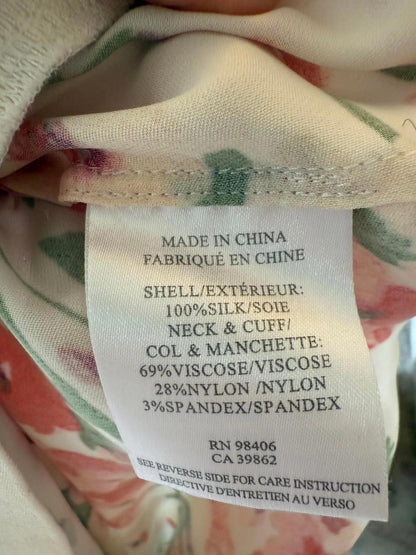 MADE IN CHINA
FABRIQUÉ EN CHINE
SHELL/EXTÉRIEUR:
100%SILK/SOIE
NECK & CUFF/
COL & MANCHETTE:
69%VISCOSE/VISCOSE
28%NYLON /NYLON
3%SPANDEX/SPANDEX
RN 98406
CA 39862
SEE REVERSE SIDE FOR CARE INSTRUCTION
DIRECTIVE D'ENTRETIEN AU VERSO